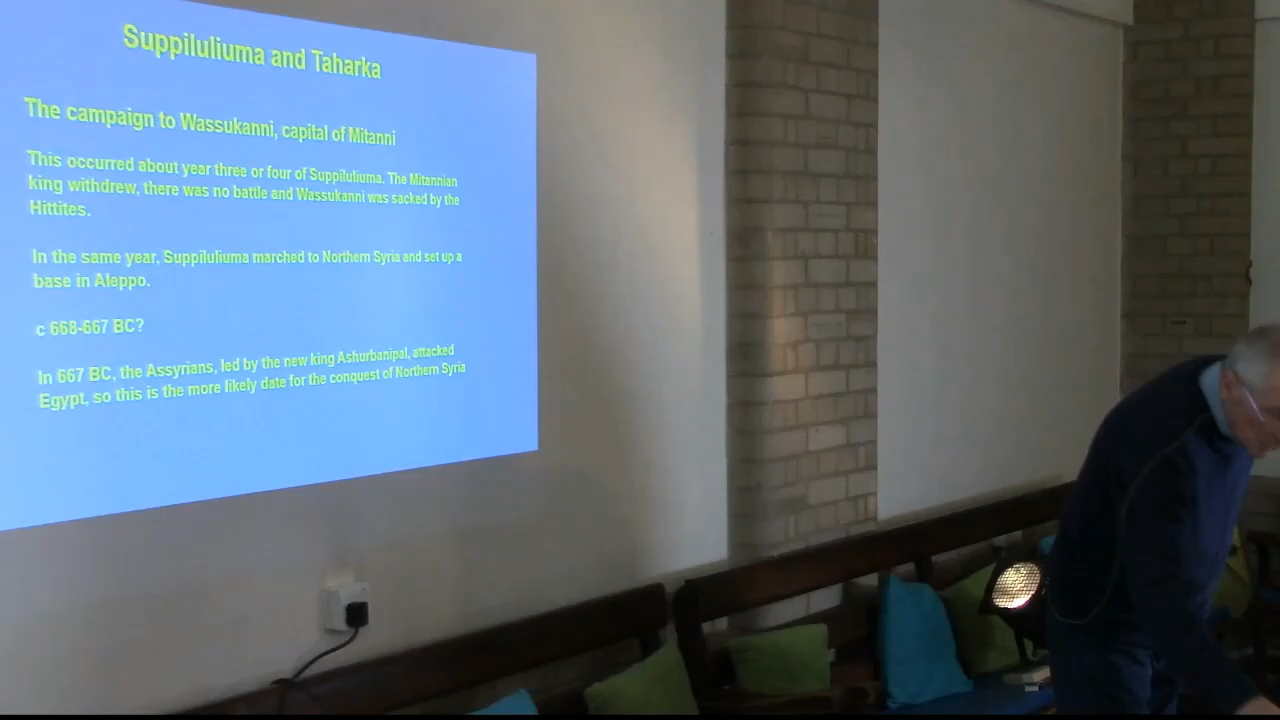 Suppiluliuma and Taharka
The campaign to Wassukanni, capital of Mitanni
This occurred about year three or four of Suppiluliuma. The Mitannian
king withdrew, there was no battle and Wassukanni was sacked by the
Hittites.
In the same year, Suppiluliuma marched to Northern Syria and set up a
base in Aleppo.
c 668-667 BC?
In 667 BC, the Assyrians, led by the new king Ashurbanipal, attacked
Egypt, so this is the more likely date for the conquest of Northern Syria